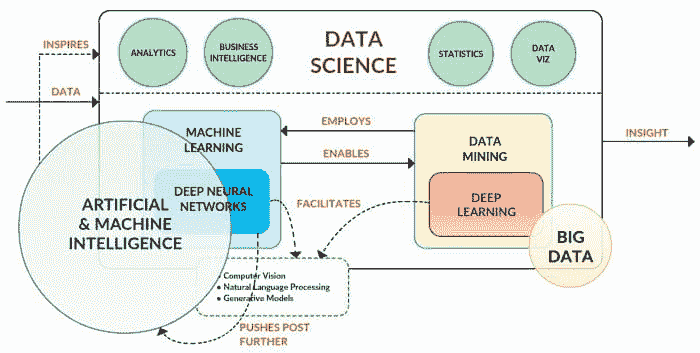 INSPIRES
ANALYTICS
BUSINESS
INTELLIGENCE
DATA
SCIENCE
STATISTICS
DATA
VIZ
DATA
MACHINE
LEARNING
EMPLOYS
ENABLES
DATA
MINING
INSIGHT
DEEP NEURAL
NETWORKS
FACILITATES
DEEP
LEARNING
ARTIFICIAL
& MACHINE
INTELLIGENCE
BIG
DATA
• Computer Vision
• Natural Language Processing
• Generative Models
PUSHES POST
FURTHER